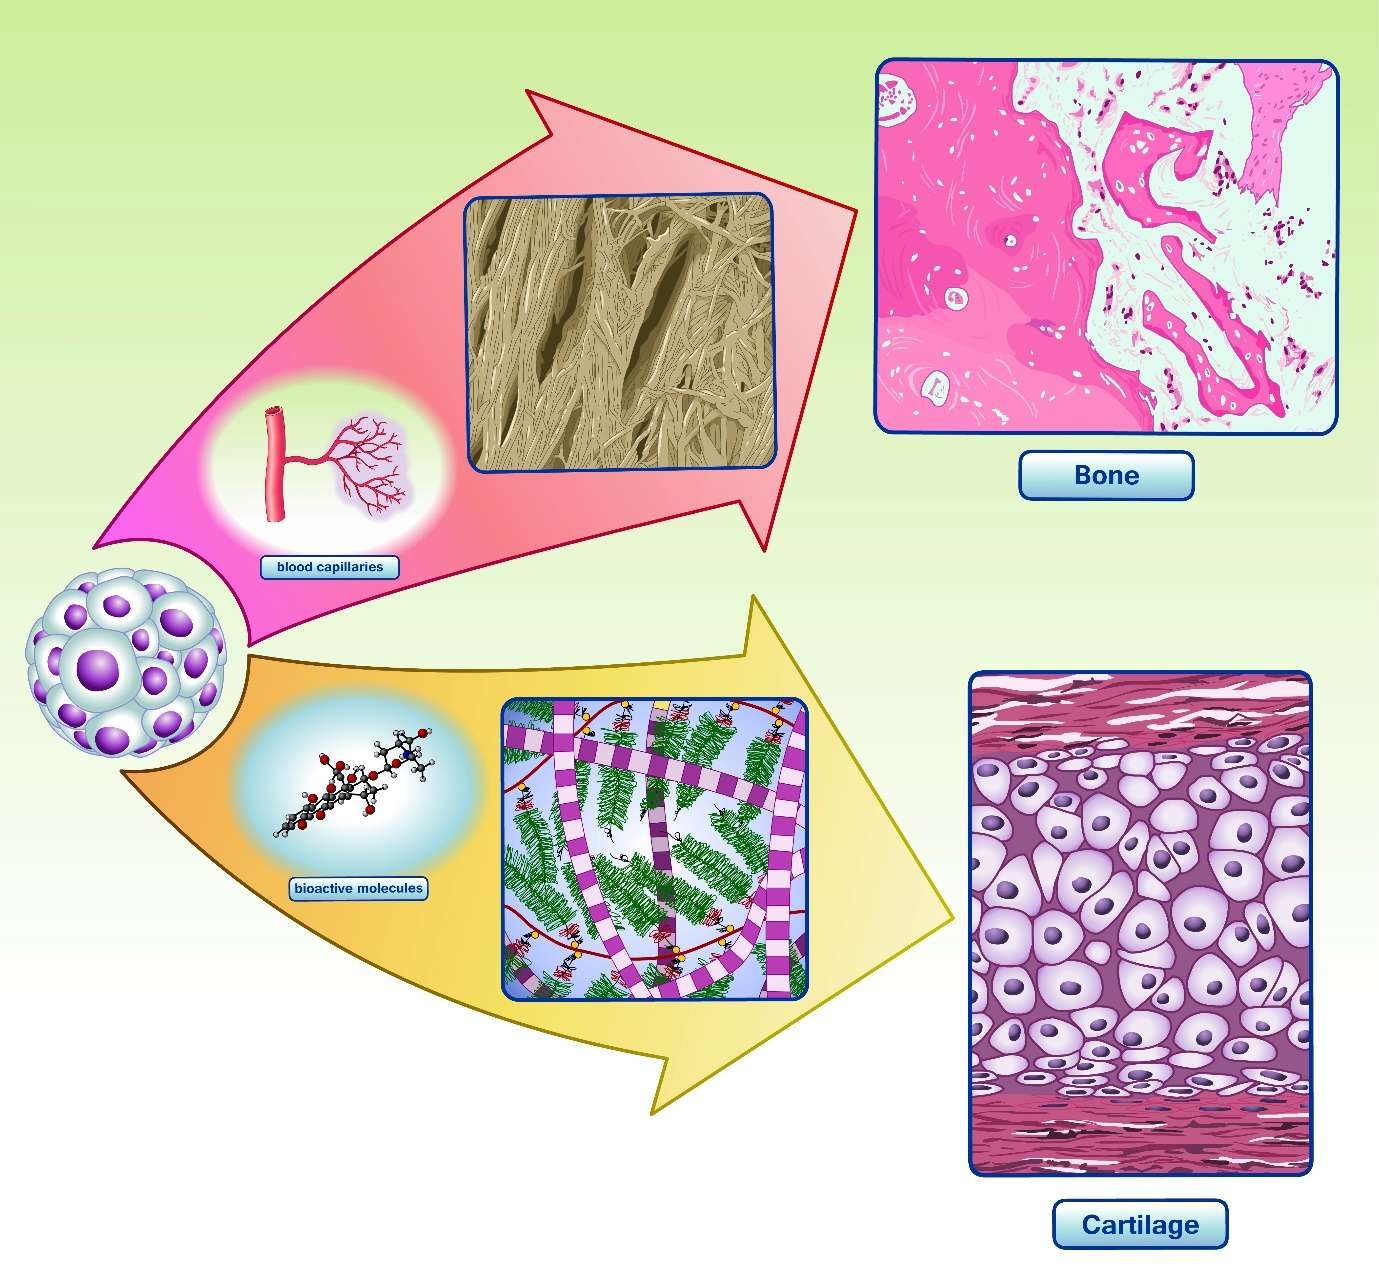 Bone
blood capillaries
bioactive molecules
Cartilage